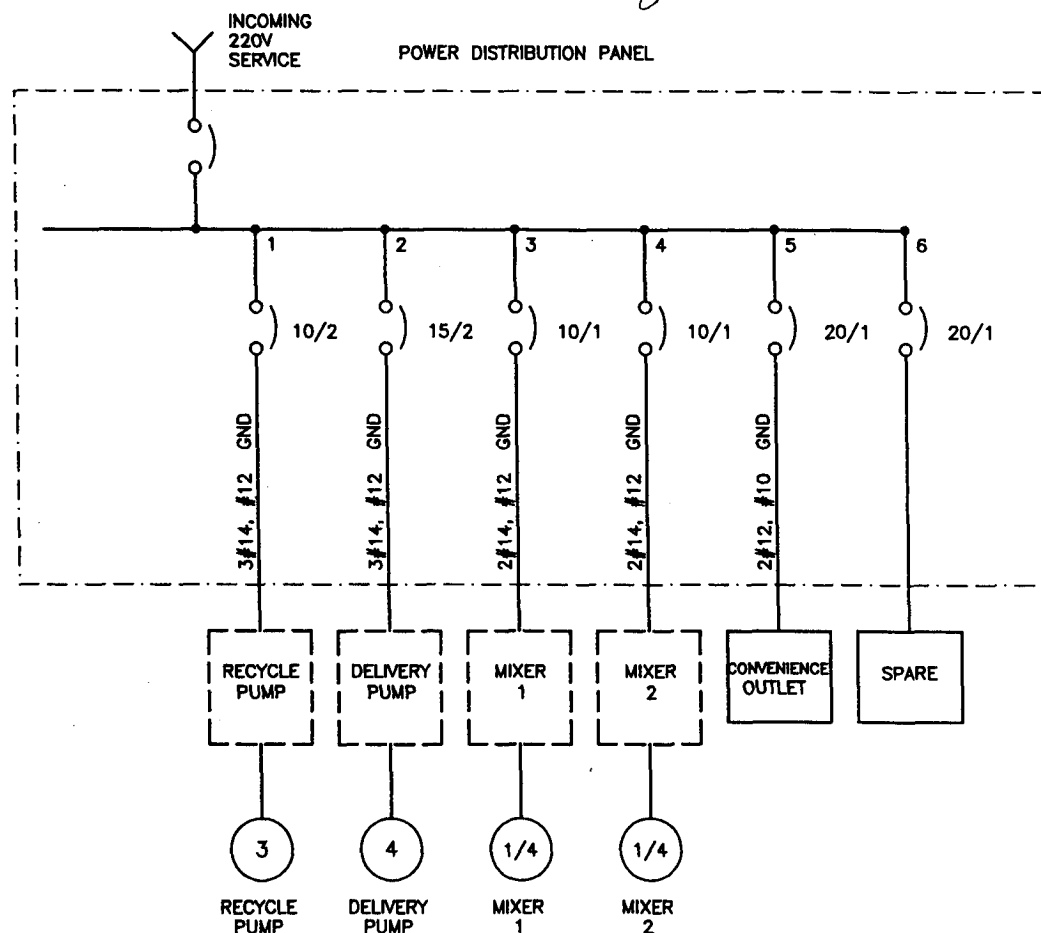 INCOMING
220V
SERVICE
POWER DISTRIBUTION PANEL
1
2
3
4
5
6
10/2
15/2
10/1
10/1
20/1
20/1
3#14, #12 GND
3#14, #12 GND
2#14, #12 GND
2#14, #12 GND
2#12, #10 GND
RECYCLE
PUMP
DELIVERY
PUMP
MIXER
1
MIXER
2
CONVENIENCE
OUTLET
SPARE
3
4
1/4
1/4
RECYCLE
PUMP
DELIVERY
PUMP
MIXER
1
MIXER
2